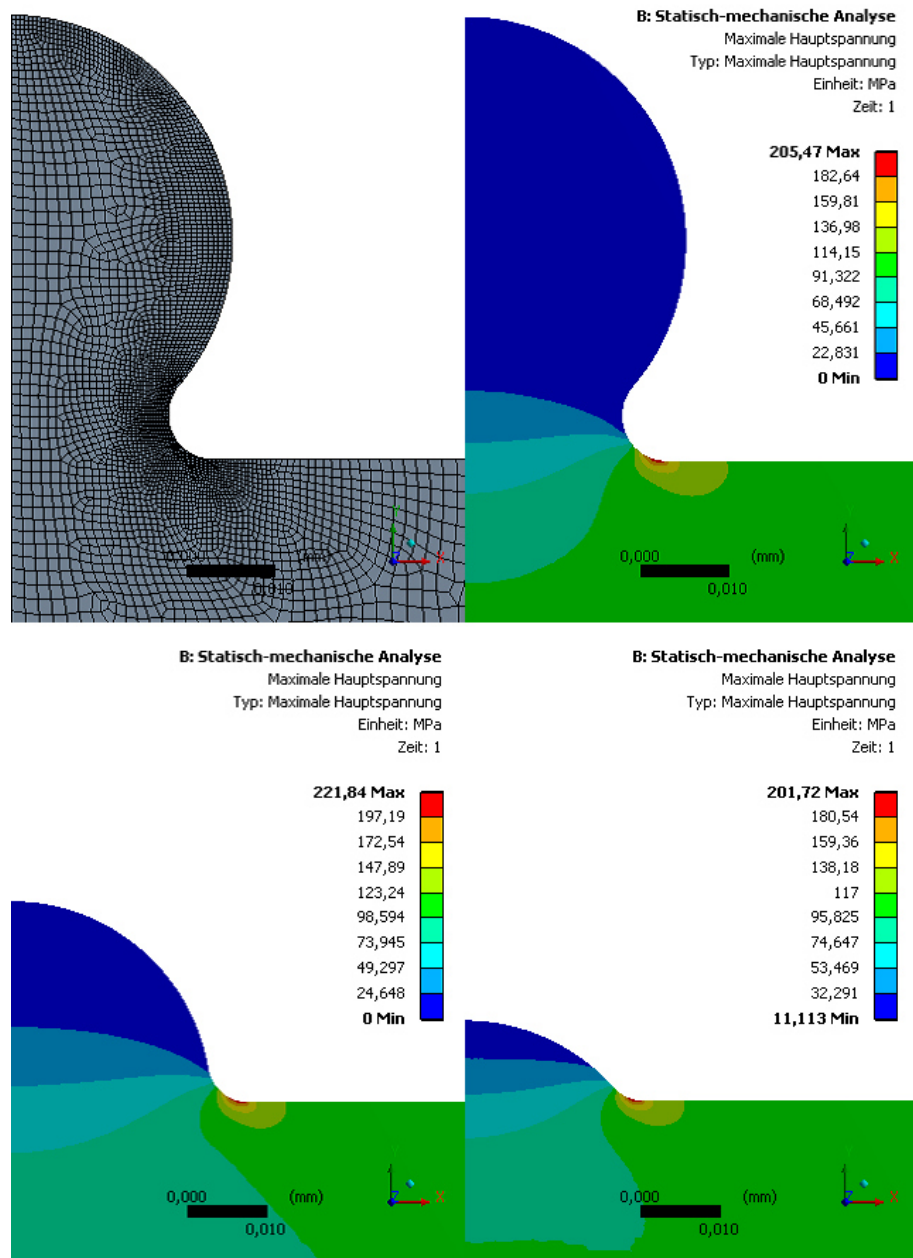 B: Statisch-mechanische Analyse
Maximale Hauptspannung
Typ: Maximale Hauptspannung
Einheit: MPa
Zeit: 1
205,47 Max
182,64
159,81
136,98
114,15
91,322
68,492
45,661
22,831
0 Min
0,000
(mm)
0,010
Y
Z
X
0,000
(mm)
0,010
Z
X
B: Statisch-mechanische Analyse
Maximale Hauptspannung
Typ: Maximale Hauptspannung
Einheit: MPa
Zeit: 1
221,84 Max
197,19
172,54
147,89
123,24
98,594
73,945
49,297
24,648
0 Min
0,000
(mm)
0,010
Z
X
B: Statisch-mechanische Analyse
Maximale Hauptspannung
Typ: Maximale Hauptspannung
Einheit: MPa
Zeit: 1
201,72 Max
180,54
159,36
138,18
117
95,825
74,647
53,469
32,291
11,113 Min
0,000
(mm)
0,010
Z
X